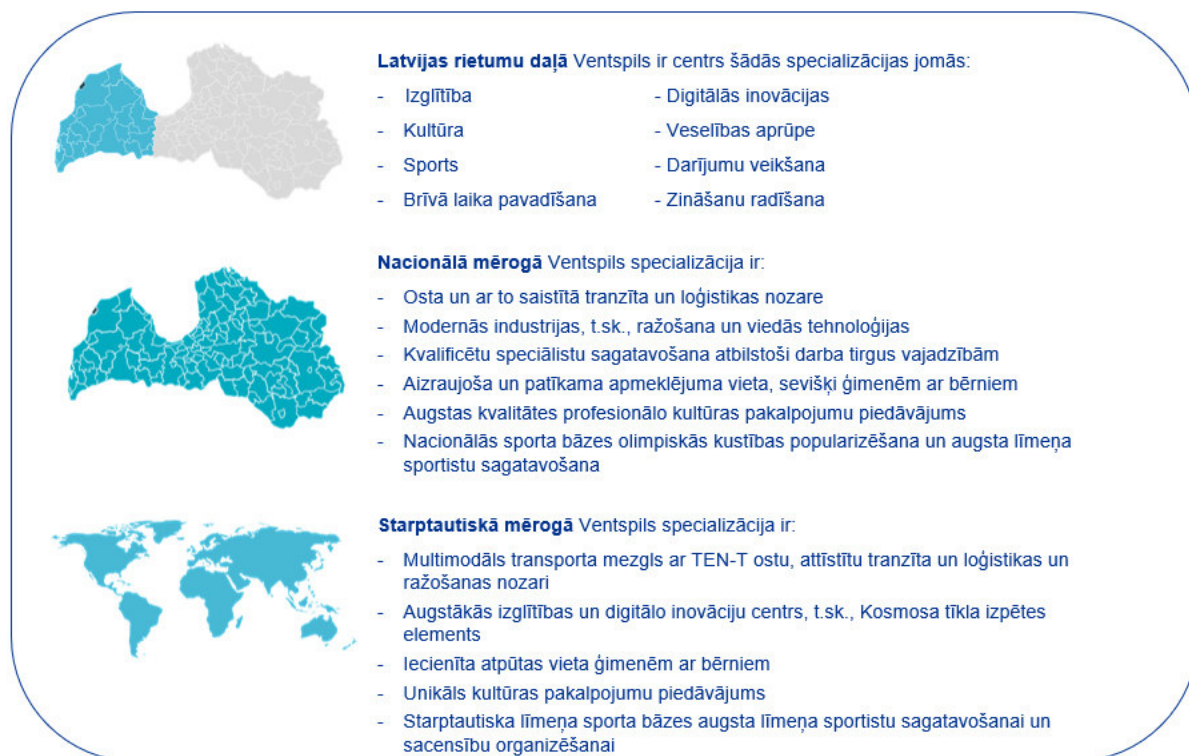 Latvijas rietumu daļā Ventspils ir centrs šādās specializācijas jomās:
- Izglītība - Digitālās inovācijas
- Kultūra - Veselības aprūpe
- Sports - Darījumu veikšana
- Brīvā laika pavadīšana - Zināšanu radīšana
Nacionālā mērogā Ventspils specializācija ir:
- Osta un ar to saistītā tranzīta un loģistikas nozare
- Modernās industrijas, t.sk., ražošana un viedās tehnoloģijas
- Kvalificētu speciālistu sagatavošana atbilstoši darba tirgus vajadzībām
- Aizraujoša un patīkama apmeklējuma vieta, sevišķi ģimenēm ar bērniem
- Augstas kvalitātes profesionālo kultūras pakalpojumu piedāvājums
- Nacionālās sporta bāzes olimpiskās kustības popularizēšana un augsta līmeņa
sportistu sagatavošana
Starptautiskā mērogā Ventspils specializācija ir:
- Multimodāls transporta mezgls ar TEN-T ostu, attīstītu tranzīta un loģistikas un
ražošanas nozari
- Augstākās izglītības un digitālo inovāciju centrs, t.sk., Kosmosa tīkla izpētes
elements
- Iecienīta atpūtas vieta ģimenēm ar bērniem
- Unikāls kultūras pakalpojumu piedāvājums
- Starptautiska līmeņa sporta bāzes augsta līmeņa sportistu sagatavošanai un
sacensību organizēšanai